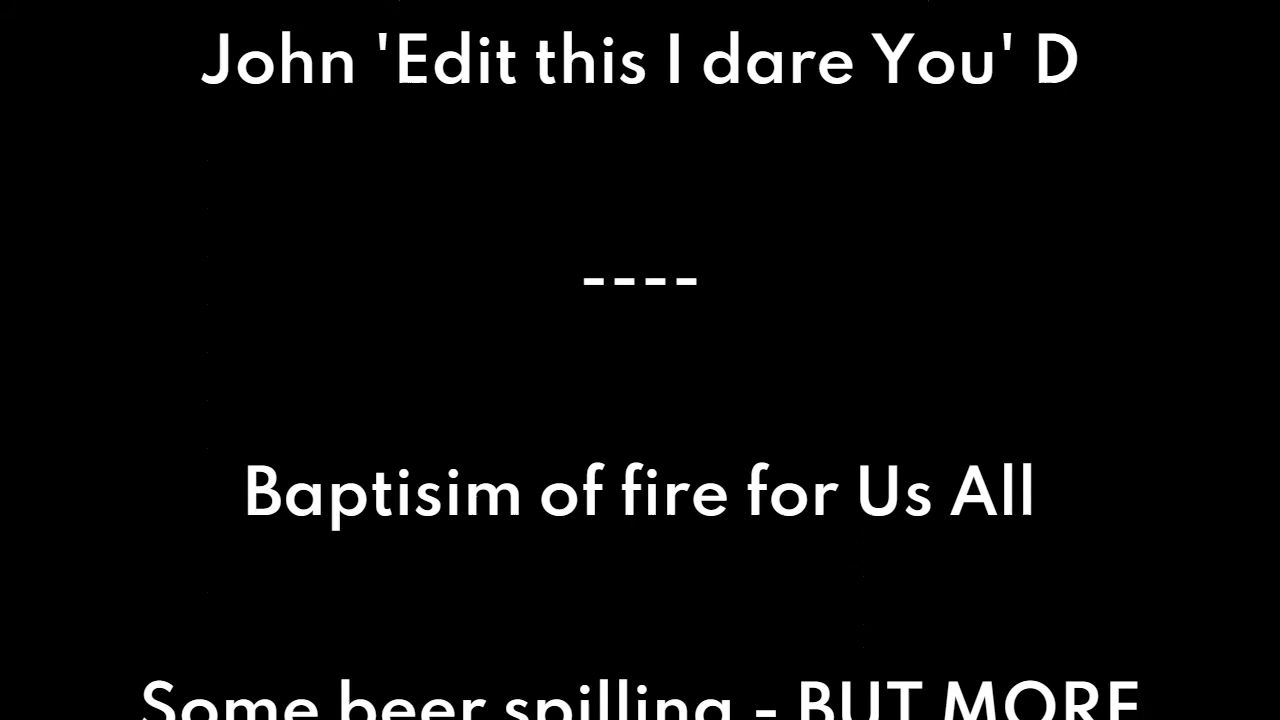 John 'Edit this I dare You' D
----
Baptisim of fire for Us All
Some beer spilling - BUT MORE